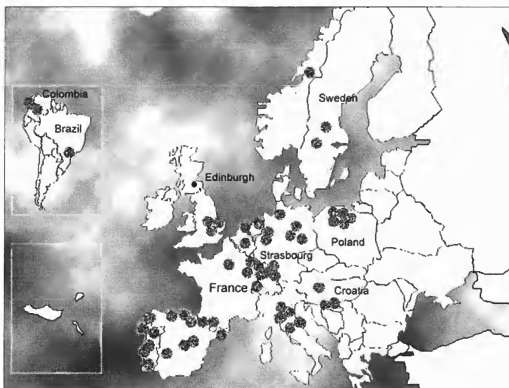 Colombia
Brazil
Sweden
Edinburgh
Poland
Strasbourg
France
Croatia